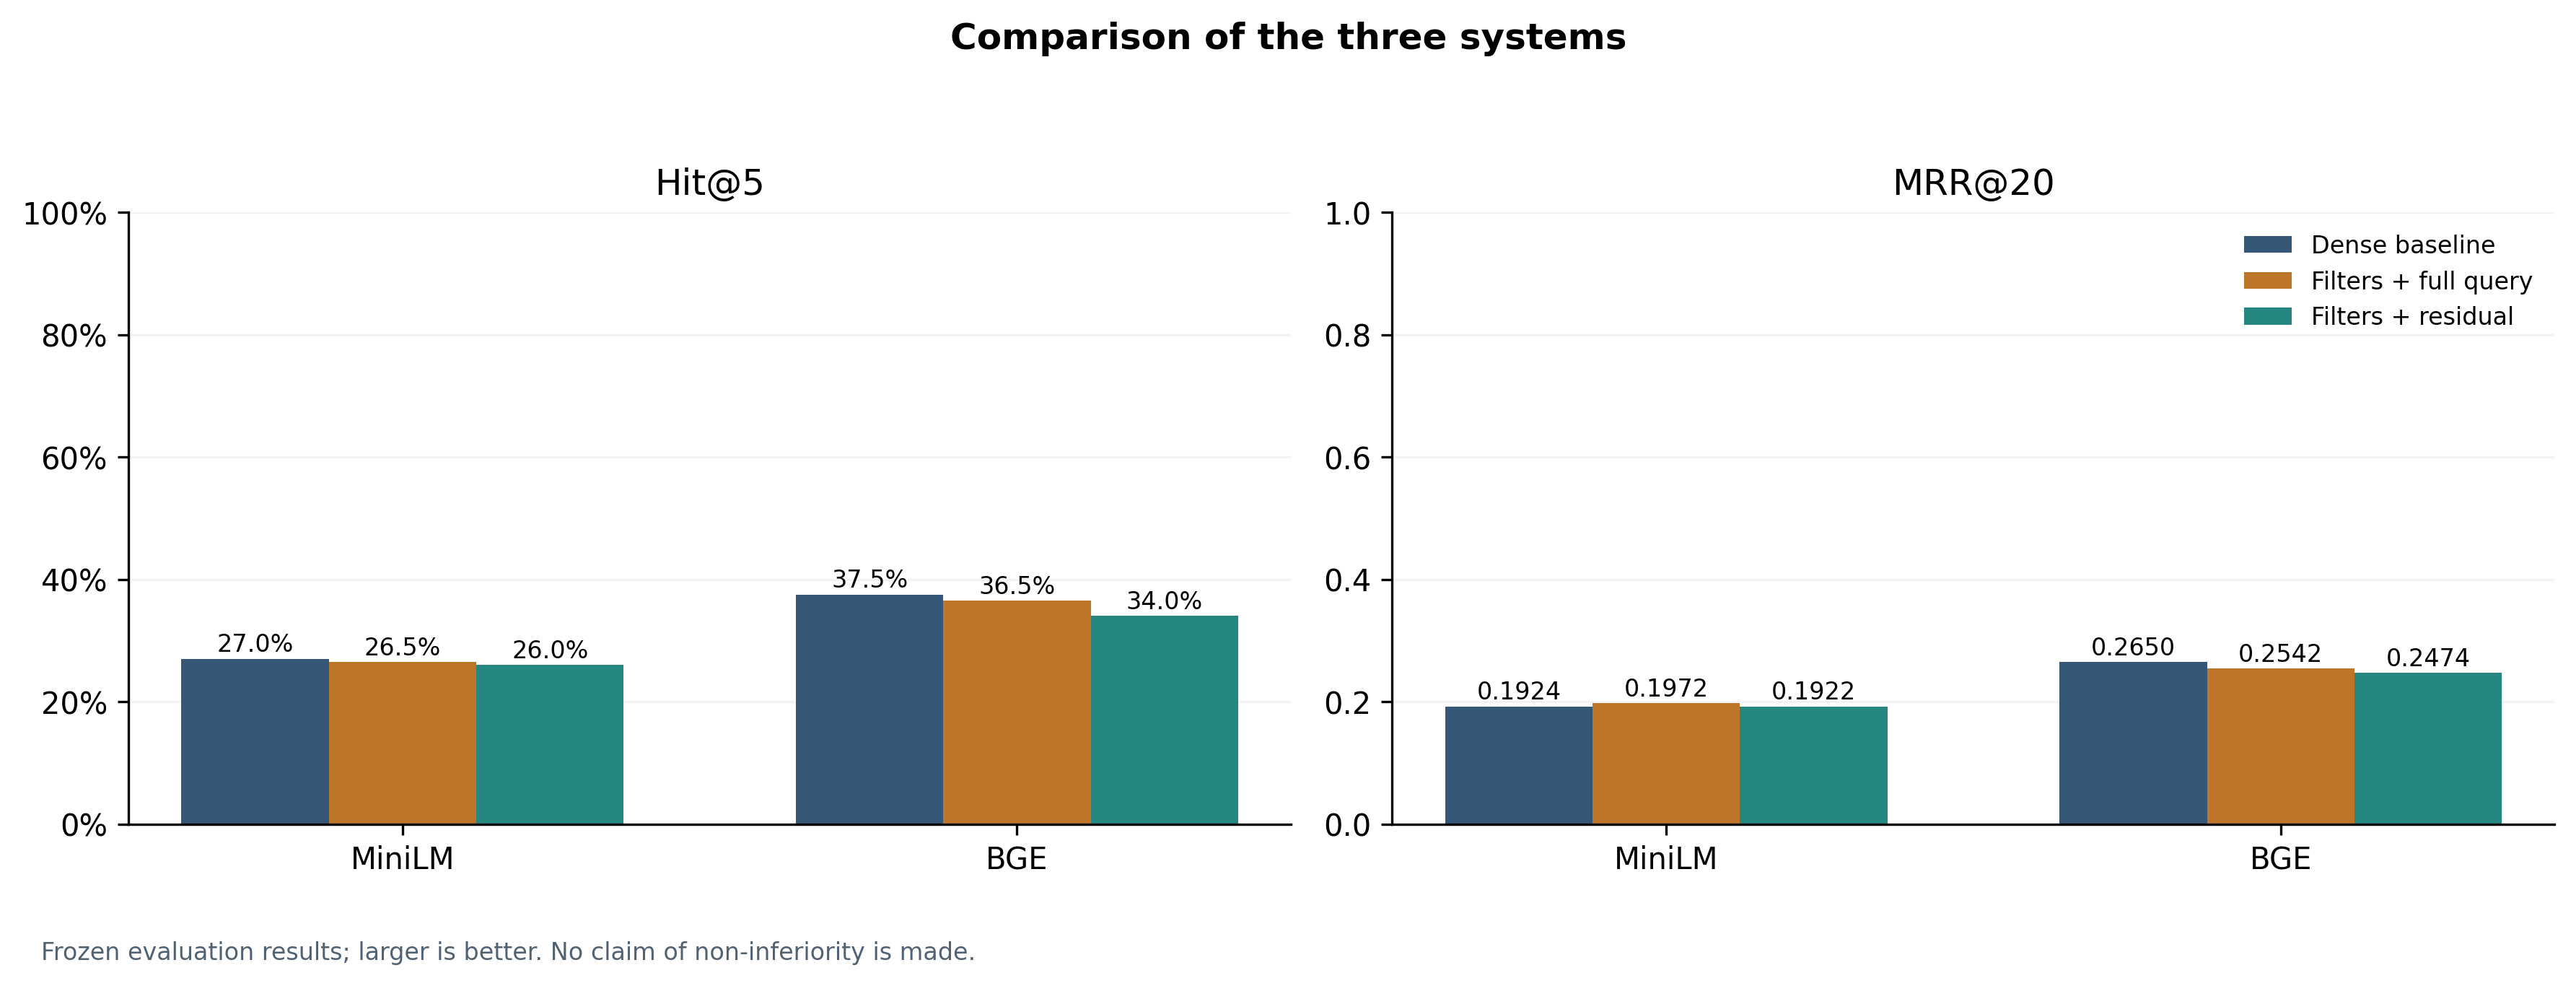 Comparison of the three systems
Hit@5
100%
80%
60%
40%
20%
0%
27.0%
26.5%
26.0%
37.5%
36.5%
34.0%
MiniLM
BGE
MRR@20
1.0
0.8
0.6
0.4
0.2
0.0
Dense baseline
Filters + full query
Filters + residual
0.1924
0.1972
0.1922
0.2650
0.2542
0.2474
MiniLM
BGE
Frozen evaluation results; larger is better. No claim of non-inferiority is made.